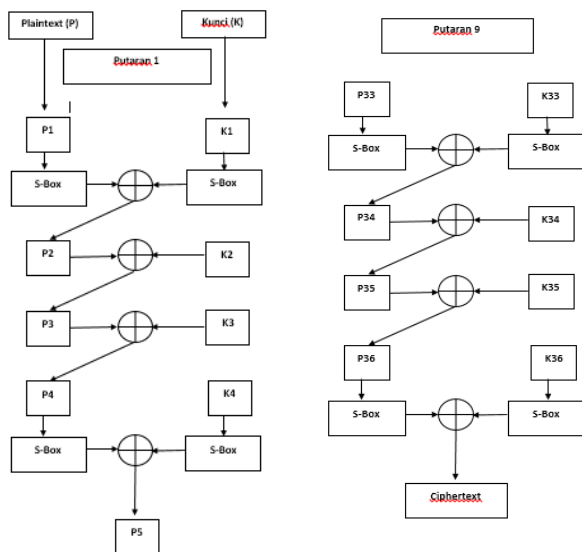 Plaintext (P)
Kunci (K)
Putaran 1
P1
K1
S-Box
S-Box
P2
K2
P3
K3
P4
K4
S-Box
S-Box
P5
Putaran 9
P33
K33
S-Box
S-Box
P34
K34
P35
K35
P36
K36
S-Box
S-Box
Ciphertext